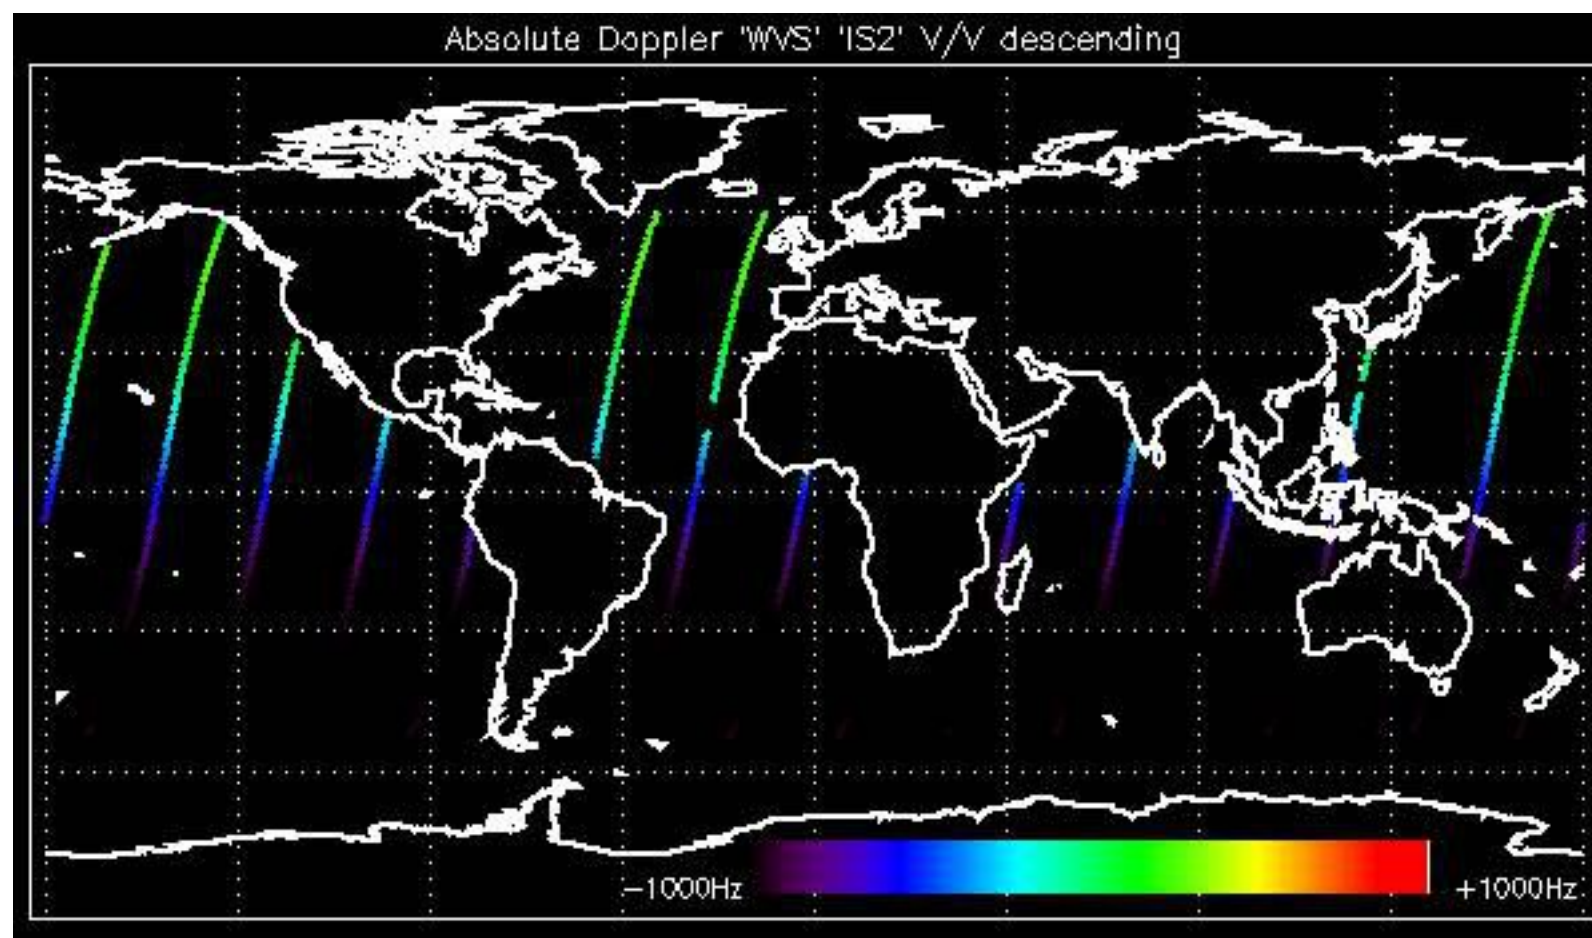 Absolute Doppler 'WVS' 'IS2' V/V descending
-1000Hz
+1000Hz